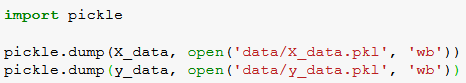 import pickle
pickle.dump(X_data, open('data/X_data.pkl', 'wb'))
pickle.dump(y_data, open('data/y_data.pkl', 'wb'))